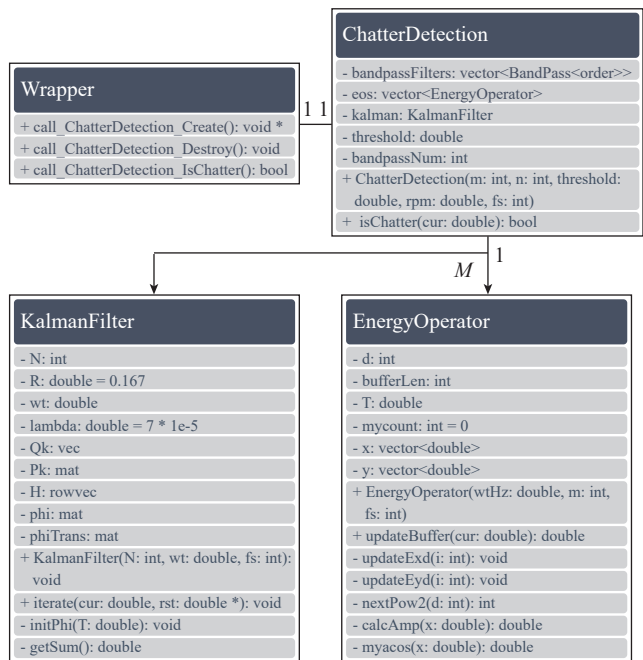 ChatterDetection
- bandpassFilters: vector<BandPass<order>>
- eos: vector<EnergyOperator>
- kalman: KalmanFilter
- threshold: double
- bandpassNum: int
+ ChatterDetection(m: int, n: int, threshold:
double, rpm: double, fs: int)
+ isChatter(cur: double): bool
Wrapper
+ call_ChatterDetection_Create(): void *
+ call_ChatterDetection_Destroy(): void
+ call_ChatterDetection_IsChatter(): bool
1 1
1
M
KalmanFilter
- N: int
- R: double = 0.167
- wt: double
- lambda: double = 7 * 1e-5
- Qk: vec
- Pk: mat
- H: rowvec
- phi: mat
- phiTrans: mat
+ KalmanFilter(N: int, wt: double, fs: int):
void
+ iterate(cur: double, rst: double *): void
- initPhi(T: double): void
- getSum(): double
EnergyOperator
- d: int
- bufferLen: int
- T: double
- mycount: int = 0
- x: vector<double>
- y: vector<double>
+ EnergyOperator(wtHz: double, m: int,
fs: int)
+ updateBuffer(cur: double): double
- updateExd(i: int): void
- updateEyd(i: int): void
- nextPow2(d: int): int
- calcAmp(x: double): double
- myacos(x: double): double